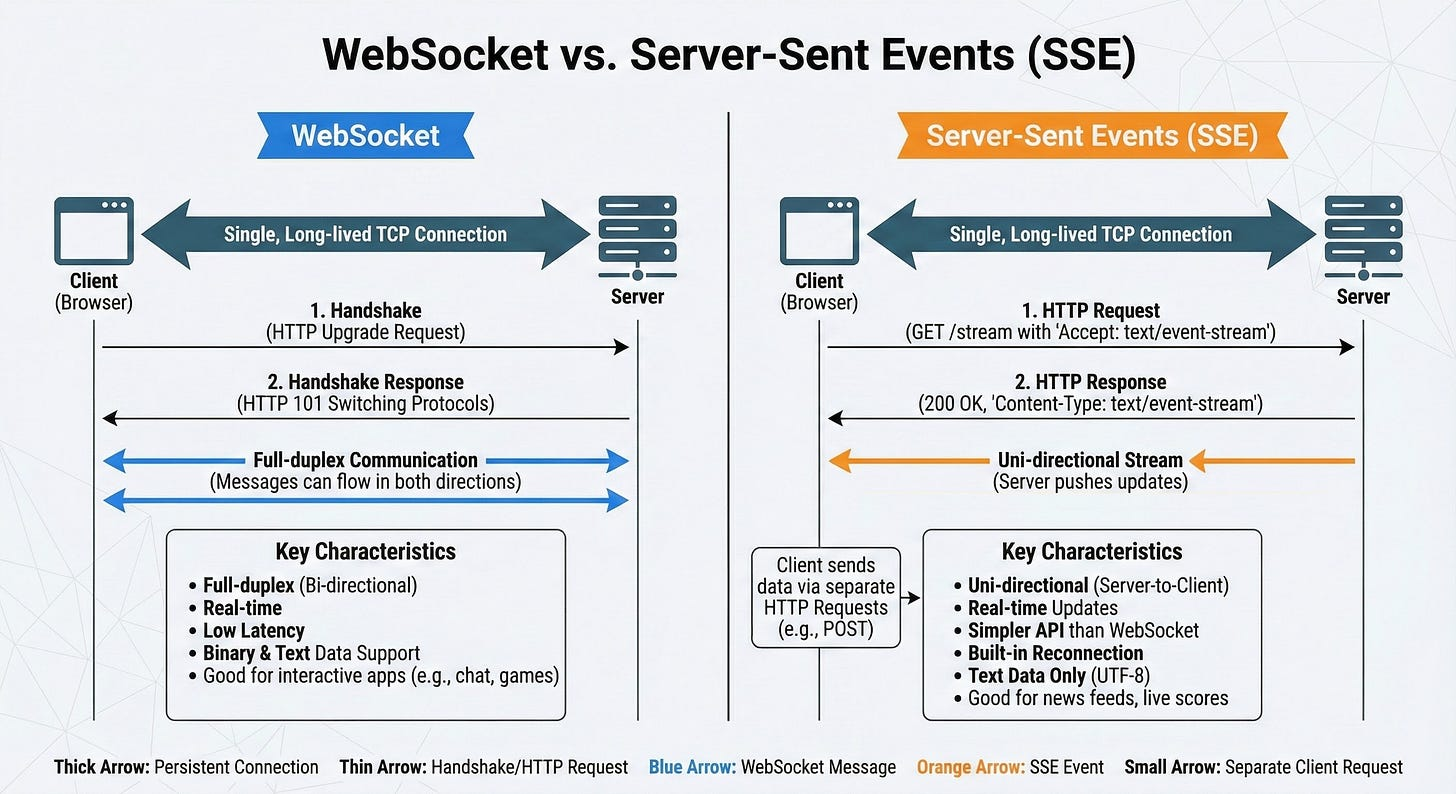 WebSocket vs. Server-Sent Events (SSE)
WebSocket
Single, Long-lived TCP Connection
Client
(Browser)
Server
1. Handshake
(HTTP Upgrade Request)
2. Handshake Response
(HTTP 101 Switching Protocols)
Full-duplex Communication
(Messages can flow in both directions)
Key Characteristics
• Full-duplex (Bi-directional)
• Real-time
• Low Latency
• Binary & Text Data Support
• Good for interactive apps (e.g., chat, games)
Server-Sent Events (SSE)
Single, Long-lived TCP Connection
Client
(Browser)
Server
1. HTTP Request
(GET /stream with 'Accept: text/event-stream')
2. HTTP Response
(200 OK, 'Content-Type: text/event-stream')
Uni-directional Stream
(Server pushes updates)
Client sends
data via separate
HTTP Requests
(e.g., POST)
Key Characteristics
• Uni-directional (Server-to-Client)
• Real-time Updates
• Simpler API than WebSocket
• Built-in Reconnection
• Text Data Only (UTF-8)
• Good for news feeds, live scores
Thick Arrow: Persistent Connection Thin Arrow: Handshake/HTTP Request Blue Arrow: WebSocket Message Orange Arrow: SSE Event Small Arrow: Separate Client Request